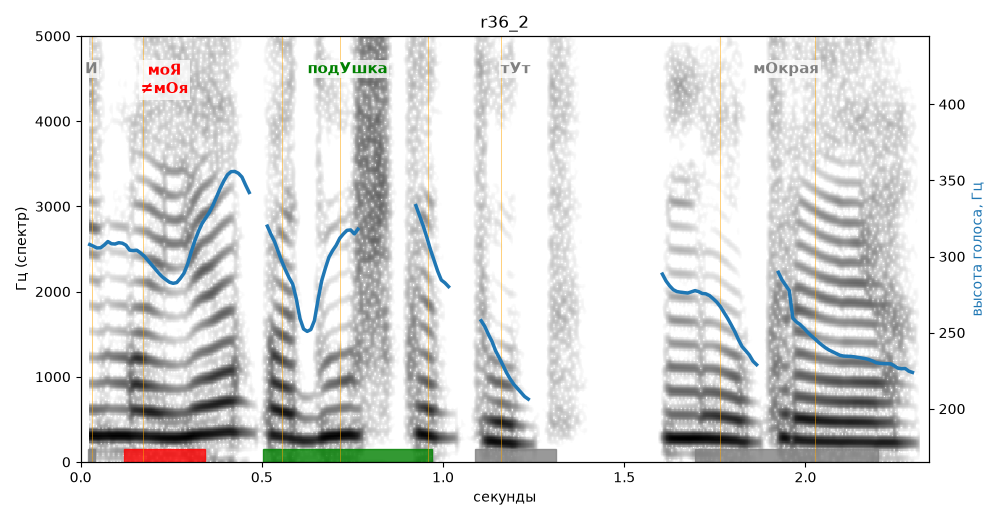 r36_2
5000
4000
3000
2000
1000
0
Гц (спектр)
И
моЯ
≠мОя
подУшка
тУт
мОкрая
400
350
300
250
200
высота голоса, Гц
0.0 0.5 1.0 1.5 2.0
секунды